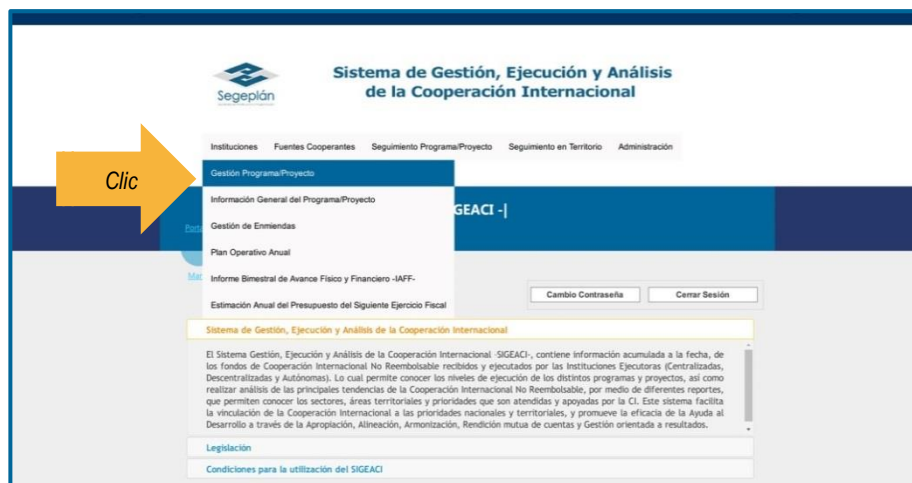 Segeplán
Sistema de Gestión, Ejecución y Análisis
de la Cooperación Internacional
Instituciones Fuentes Cooperantes Seguimiento Programa/Proyecto Seguimiento en Territorio Administración
Clic
Gestión Programa/Proyecto
Información General del Programa/Proyecto
GEACI -|
Porta
Gestión de Enmiendas
Plan Operativo Anual
Man
Informe Bimestral de Avance Físico y Financiero -IAFF-
Estimación Anual del Presupuesto del Siguiente Ejercicio Fiscal
Cambio Contraseña Cerrar Sesión
Sistema de Gestión, Ejecución y Análisis de la Cooperación Internacional
El Sistema Gestión, Ejecución y Análisis de la Cooperación Internacional -SIGEACI-, contiene información acumulada a la fecha, de
los fondos de Cooperación Internacional No Reembolsable recibidos y ejecutados por las Instituciones Ejecutoras (Centralizadas,
Descentralizadas y Autónomas). Lo cual permite conocer los niveles de ejecución de los distintos programas y proyectos, así como
realizar análisis de las principales tendencias de la Cooperación Internacional No Reembolsable, por medio de diferentes reportes,
que permiten conocer los sectores, áreas territoriales y prioridades que son atendidas y apoyadas por la CI. Este sistema facilita
la vinculación de la Cooperación Internacional a las prioridades nacionales y territoriales, y promueve la eficacia de la Ayuda al
Desarrollo a través de la Apropiación, Alineación, Armonización, Rendición mutua de cuentas y Gestión orientada a resultados.
Legislación
Condiciones para la utilización del SIGEACI